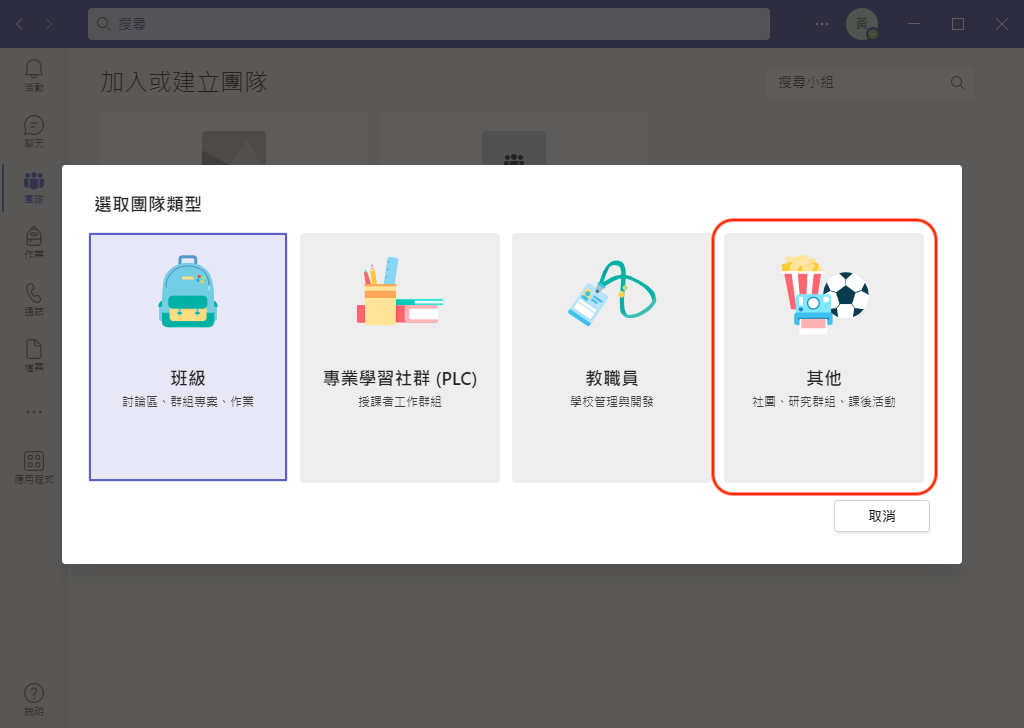 搜尋
黃
活動
聊天
團隊
作業
通話
檔案
應用程式
說明
加入或建立團隊
搜尋小組
選取團隊類型
班級
討論區、群組專案、作業
專業學習社群 (PLC)
授課者工作群組
教職員
學校管理與開發
其他
社團、研究群組、課後活動
取消